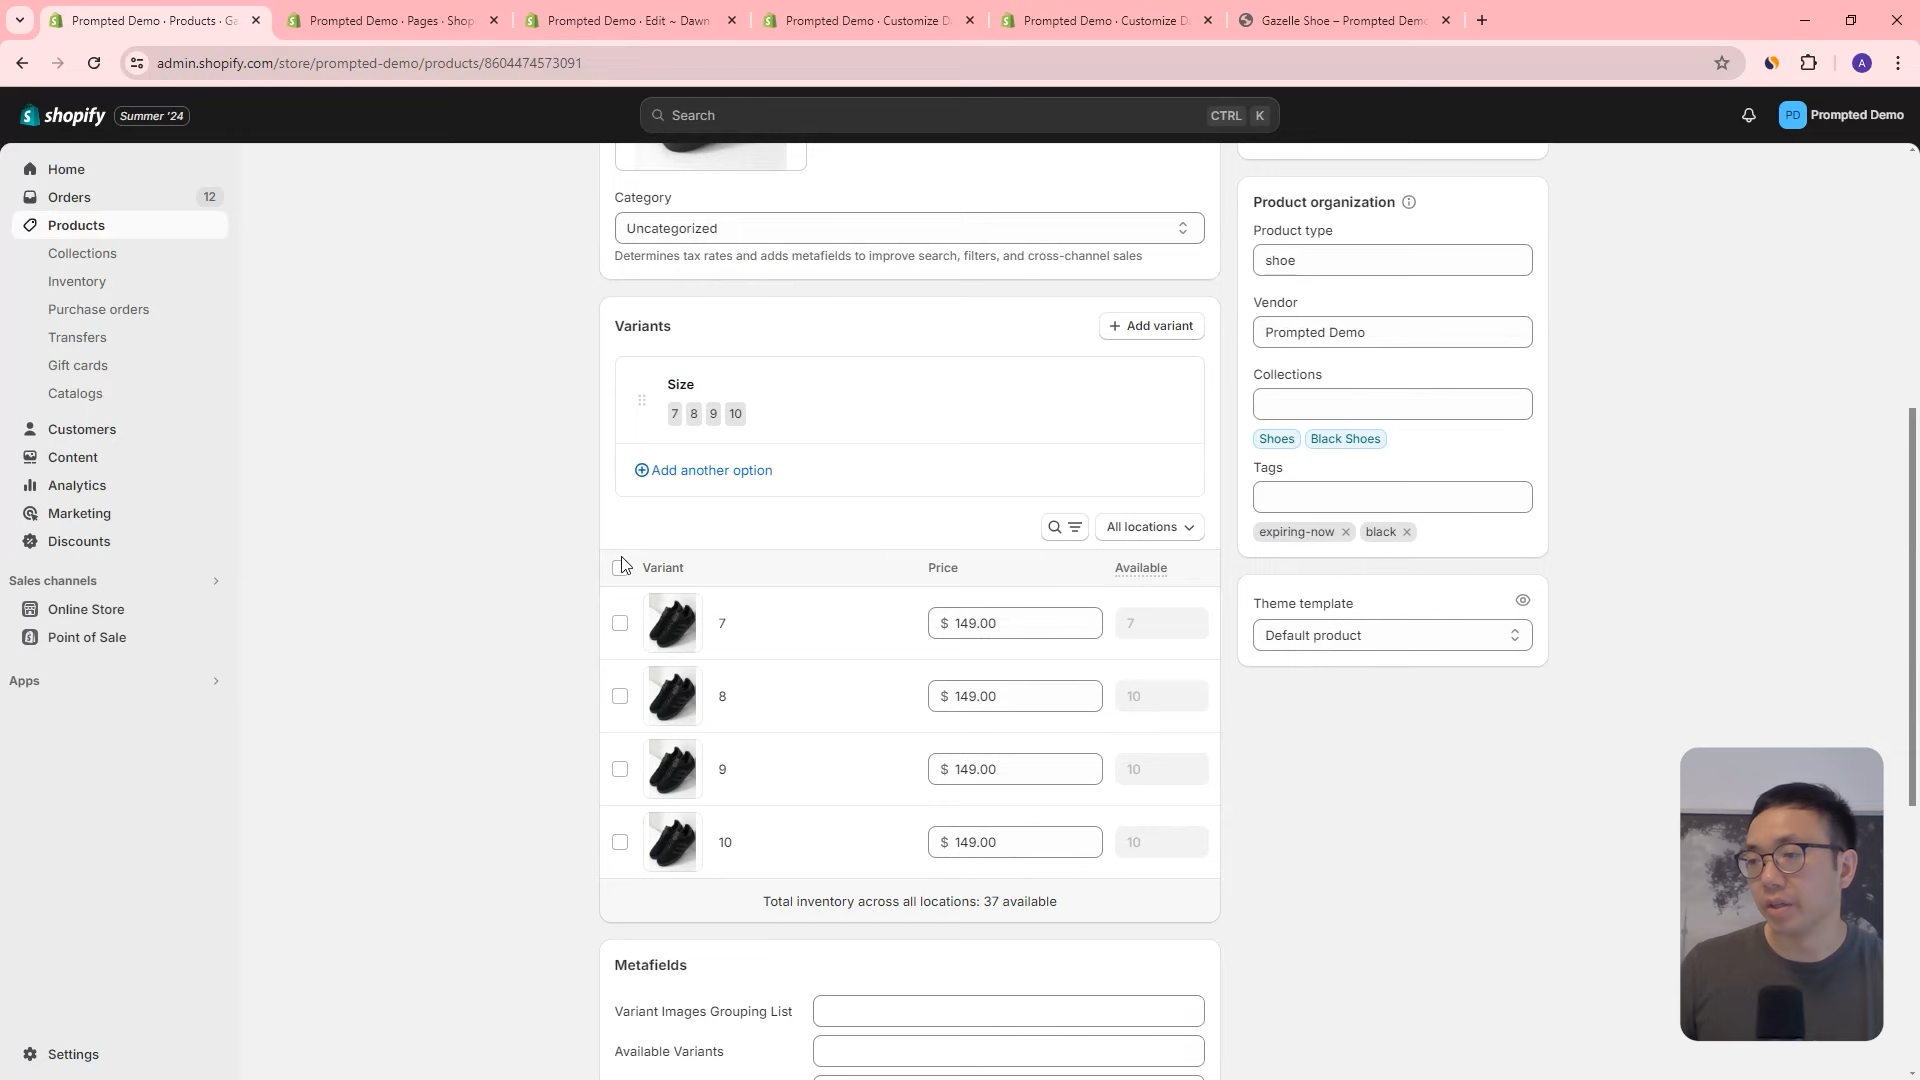 Prompted Demo · Products · Ga
Prompted Demo · Pages · Shop
Prompted Demo · Edit ~ Dawn
Prompted Demo · Customize D
Prompted Demo · Customize D
Gazelle Shoe – Prompted Demo
admin.shopify.com/store/prompted-demo/products/8604474573091
A
shopify
Summer '24
Search
CTRL K
PD
Prompted Demo
Home
Orders
12
Products
Collections
Inventory
Purchase orders
Transfers
Gift cards
Catalogs
Customers
Content
Analytics
Marketing
Discounts
Sales channels
Online Store
Point of Sale
Apps
Settings
Category
Uncategorized
Determines tax rates and adds metafields to improve search, filters, and cross-channel sales
Variants
Add variant
Size
7 8 9 10
Add another option
All locations
Variant Price Available
7 $ 149.00 7
8 $ 149.00 10
9 $ 149.00 10
10 $ 149.00 10
Total inventory across all locations: 37 available
Metafields
Variant Images Grouping List
Available Variants
Product organization
Product type
shoe
Vendor
Prompted Demo
Collections
Shoes Black Shoes
Tags
expiring-now black
Theme template
Default product